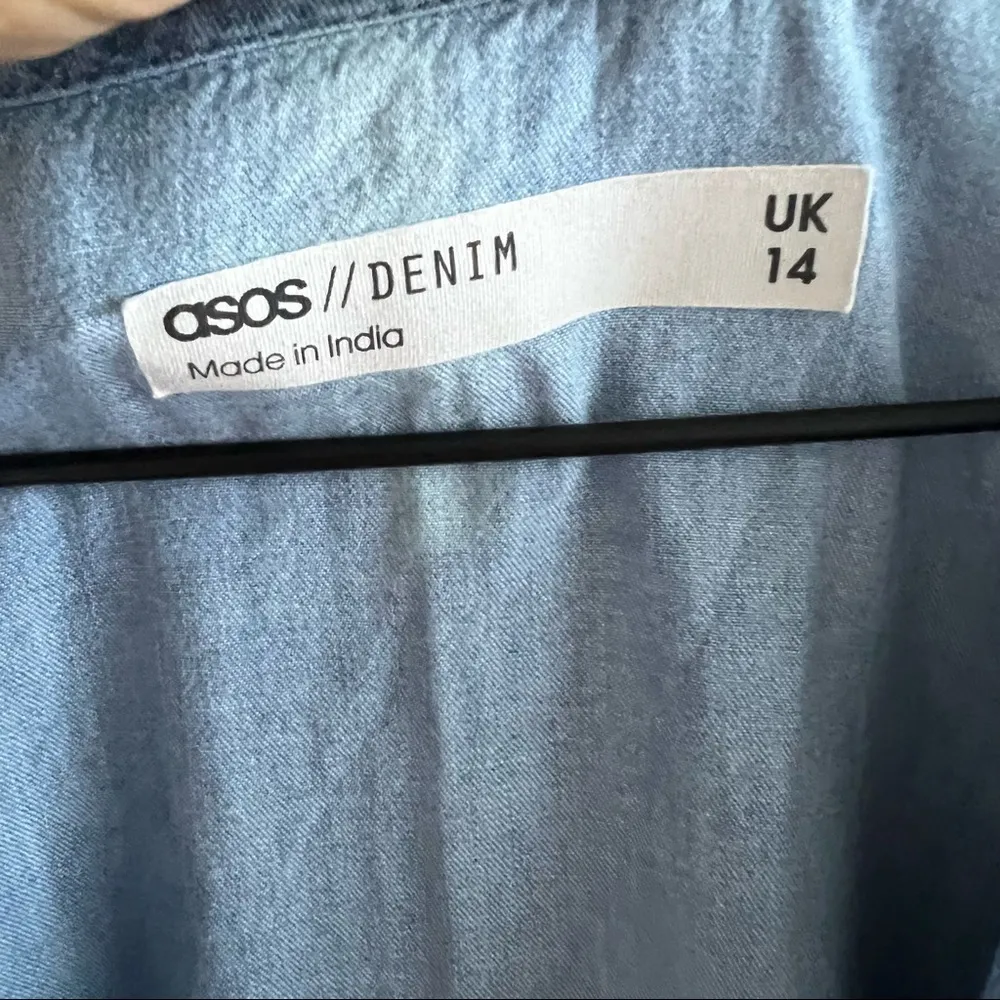 asos // DENIM
Made in India
UK
14